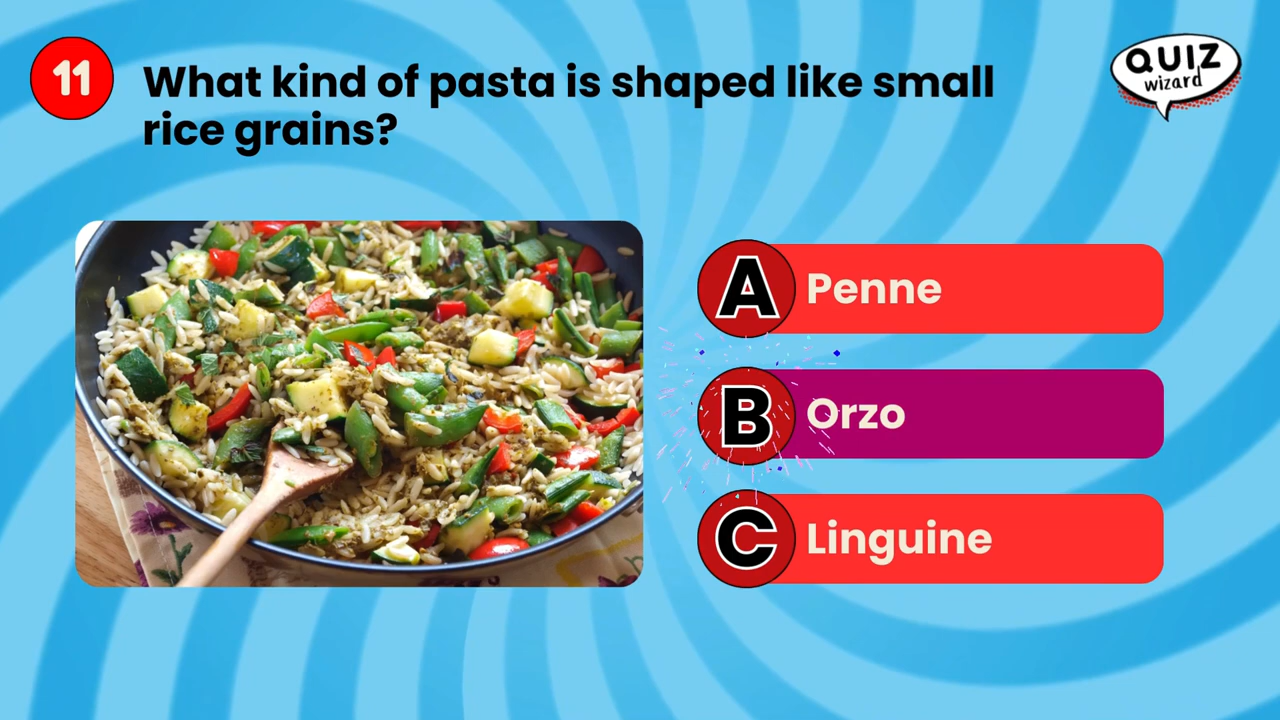 11
What kind of pasta is shaped like small
rice grains?
QUIZ
wizard
A Penne
B Orzo
C Linguine